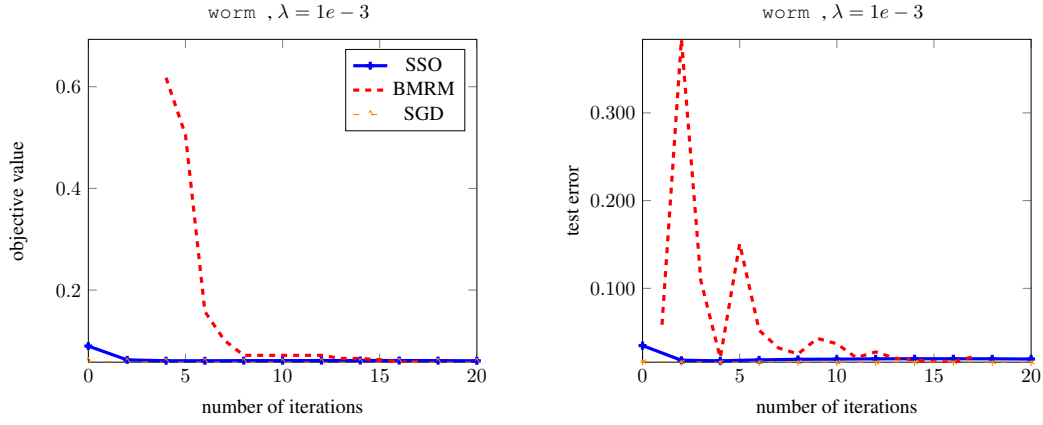 worm , λ = 1e − 3
objective value
0.6
0.4
0.2
SSO
BMRM
SGD
0 5 10 15 20
number of iterations
worm , λ = 1e − 3
test error
0.300
0.200
0.100
0 5 10 15 20
number of iterations